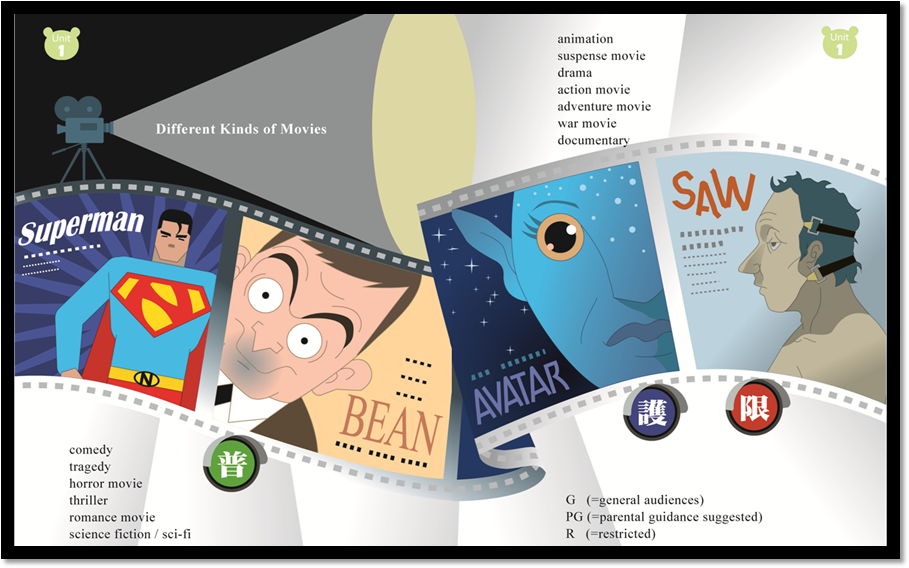 Unit
1
Different Kinds of Movies
animation
suspense movie
drama
action movie
adventure movie
war movie
documentary
Unit
1
Superman
N
BEAN
AVATAR
SAW
普
護
限
comedy
tragedy
horror movie
thriller
romance movie
science fiction / sci-fi
G (=general audiences)
PG (=parental guidance suggested)
R (=restricted)